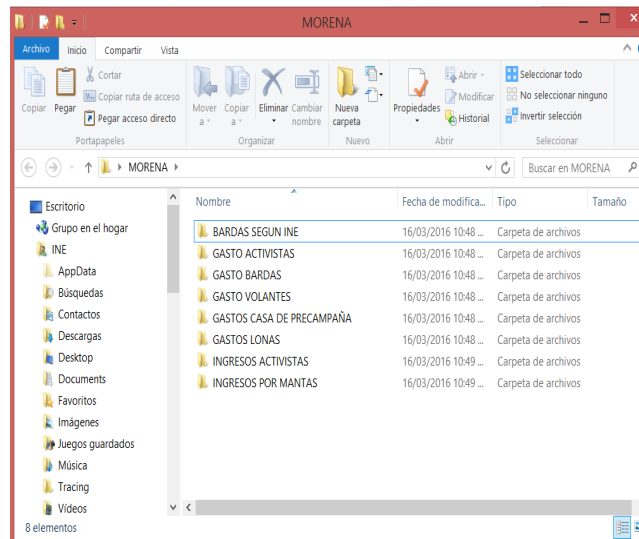 MORENA
Archivo Inicio Compartir Vista
Copiar Pegar Cortar Copiar ruta de acceso Pegar acceso directo
Mover a Copiar a Eliminar Cambiar nombre Nueva carpeta
Propiedades Abrir Modificar Historial
Seleccionar todo No seleccionar ninguno Invertir selección
Portapapeles Organizar Nuevo Abrir Seleccionar
MORENA Buscar en MORENA
Escritorio
Grupo en el hogar
INE
AppData
Búsquedas
Contactos
Descargas
Desktop
Documents
Favoritos
Imágenes
Juegos guardados
Música
Tracing
Vídeos
Nombre Fecha de modifica... Tipo Tamaño
BARDAS SEGUN INE 16/03/2016 10:48 ... Carpeta de archivos
GASTO ACTIVISTAS 16/03/2016 10:48 ... Carpeta de archivos
GASTO BARDAS 16/03/2016 10:48 ... Carpeta de archivos
GASTO VOLANTES 16/03/2016 10:48 ... Carpeta de archivos
GASTOS CASA DE PRECAMPAÑA 16/03/2016 10:48 ... Carpeta de archivos
GASTOS LONAS 16/03/2016 10:48 ... Carpeta de archivos
INGRESOS ACTIVISTAS 16/03/2016 10:49 ... Carpeta de archivos
INGRESOS POR MANTAS 16/03/2016 10:49 ... Carpeta de archivos
8 elementos